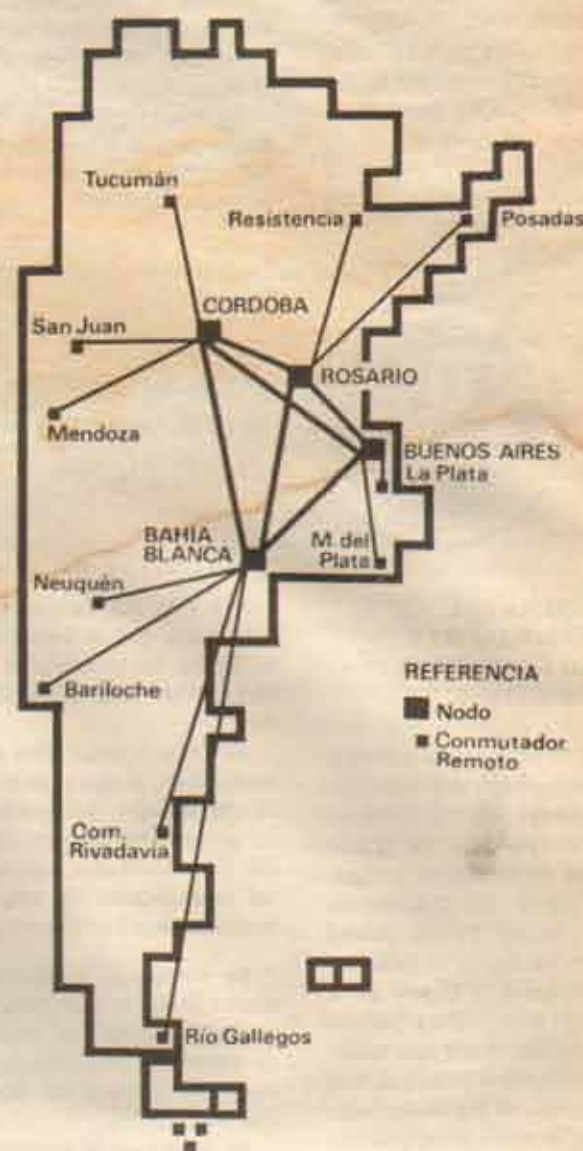 Tucumán
Resistencia
Posadas
CORDOBA
San Juan
ROSARIO
Mendoza
BUENOS AIRES
La Plata
BAHIA
BLANCA
M. del
Plata
Neuquén
Bariloche
REFERENCIA
Nodo
Conmutador
Remoto
Com.
Rivadavia
Río Gallegos